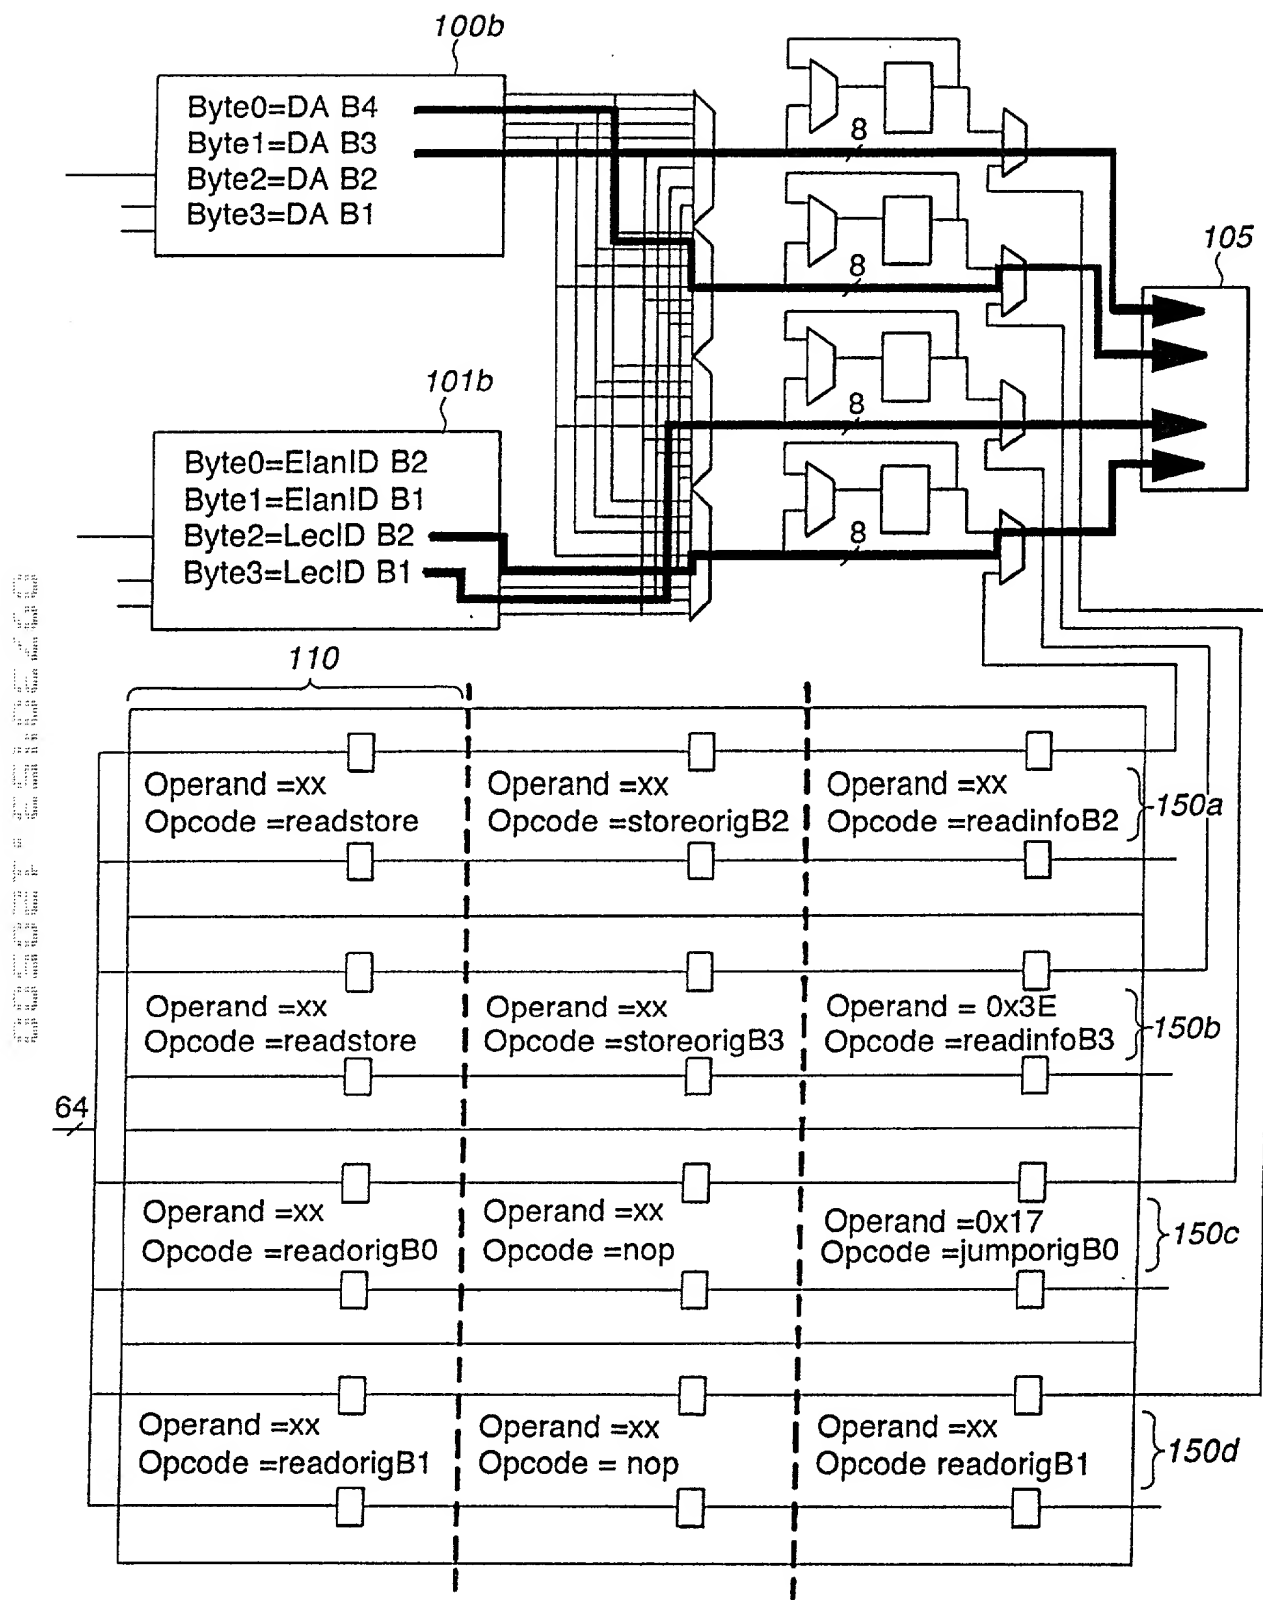 100b
Byte0=DA B4
Byte1=DA B3
Byte2=DA B2
Byte3=DA B1
8
8
8
8
105
101b
Byte0=ElanID B2
Byte1=ElanID B1
Byte2=LecID B2
Byte3=LecID B1
110
Operand =xx
Opcode =readstore
Operand =xx
Opcode =storeorigB2
Operand =xx
Opcode =readinfoB2
150a
Operand =xx
Opcode =readstore
Operand =xx
Opcode =storeorigB3
Operand = 0x3E
Opcode =readinfoB3
150b
64
Operand =xx
Opcode =readorigB0
Operand =xx
Opcode =nop
Operand =0x17
Opcode =jumporigB0
150c
Operand =xx
Opcode =readorigB1
Operand =xx
Opcode = nop
Operand =xx
Opcode readorigB1
150d